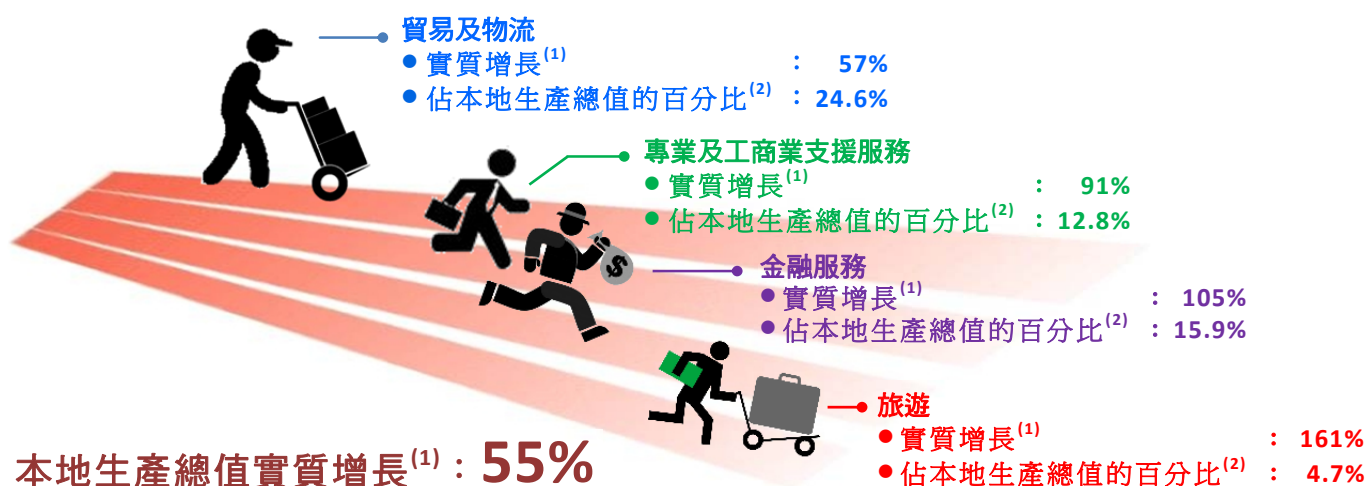 貿易及物流
● 實質增長(1) : 57%
● 佔本地生產總值的百分比(2) : 24.6%
專業及工商業支援服務
● 實質增長(1) : 91%
● 佔本地生產總值的百分比(2) : 12.8%
$
金融服務
● 實質增長(1) : 105%
● 佔本地生產總值的百分比(2) : 15.9%
旅遊
● 實質增長(1) : 161%
● 佔本地生產總值的百分比(2) : 4.7%
本地生產總值實質增長(1) : 55%